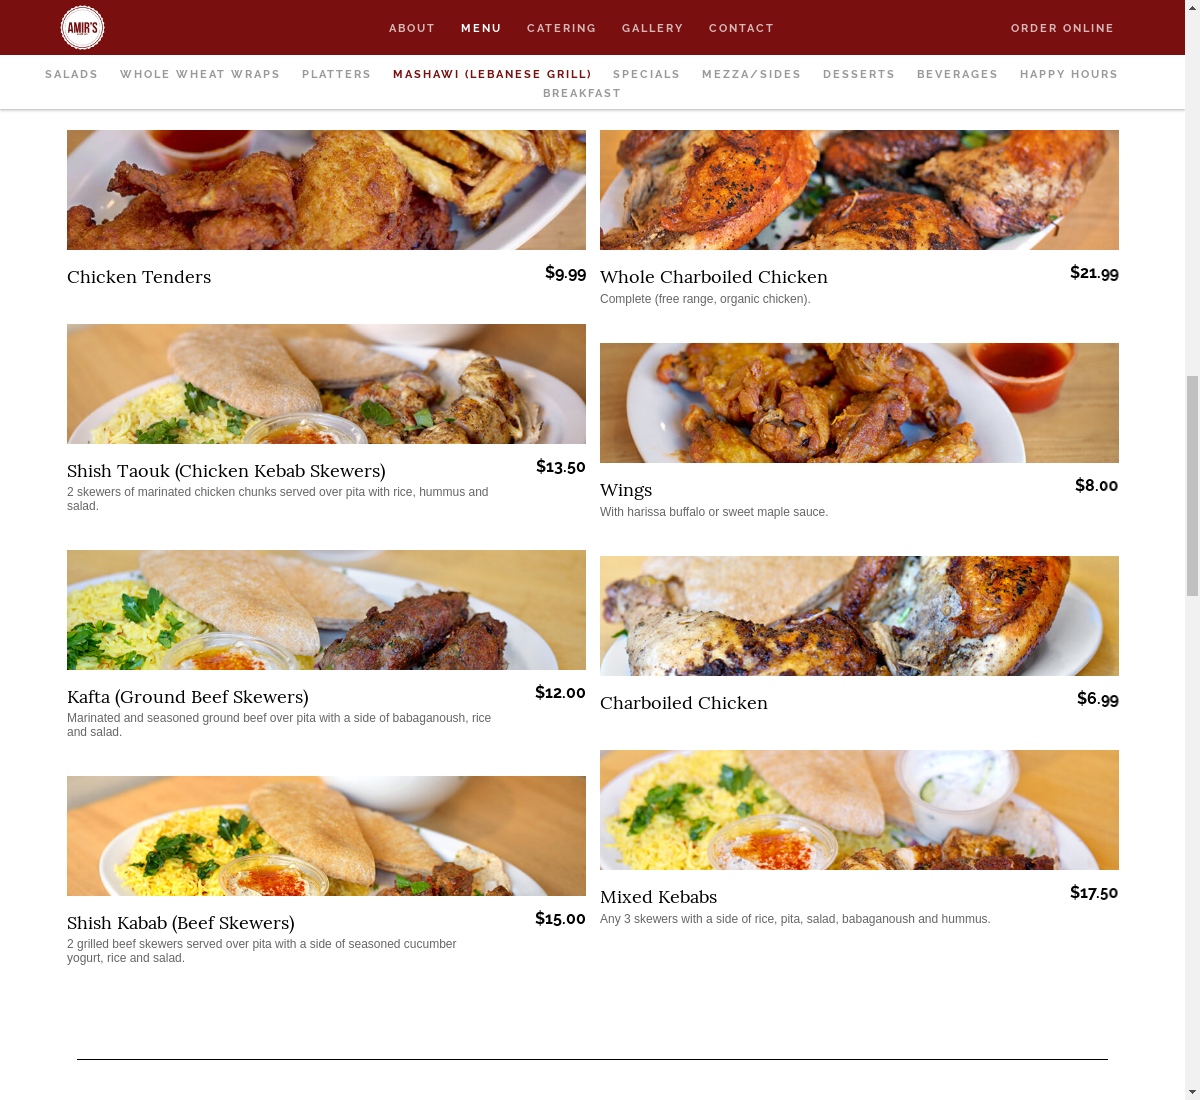 AMIR'S
ABOUT MENU CATERING GALLERY CONTACT ORDER ONLINE
SALADS WHOLE WHEAT WRAPS PLATTERS MASHAWI (LEBANESE GRILL) SPECIALS MEZZA/SIDES DESSERTS BEVERAGES HAPPY HOURS
BREAKFAST
Chicken Tenders $9.99
Shish Taouk (Chicken Kebab Skewers) $13.50
2 skewers of marinated chicken chunks served over pita with rice, hummus and
salad.
Kafta (Ground Beef Skewers) $12.00
Marinated and seasoned ground beef over pita with a side of babaganoush, rice
and salad.
Shish Kabab (Beef Skewers) $15.00
2 grilled beef skewers served over pita with a side of seasoned cucumber
yogurt, rice and salad.
Whole Charboiled Chicken $21.99
Complete (free range, organic chicken).
Wings $8.00
With harissa buffalo or sweet maple sauce.
Charboiled Chicken $6.99
Mixed Kebabs $17.50
Any 3 skewers with a side of rice, pita, salad, babaganoush and hummus.